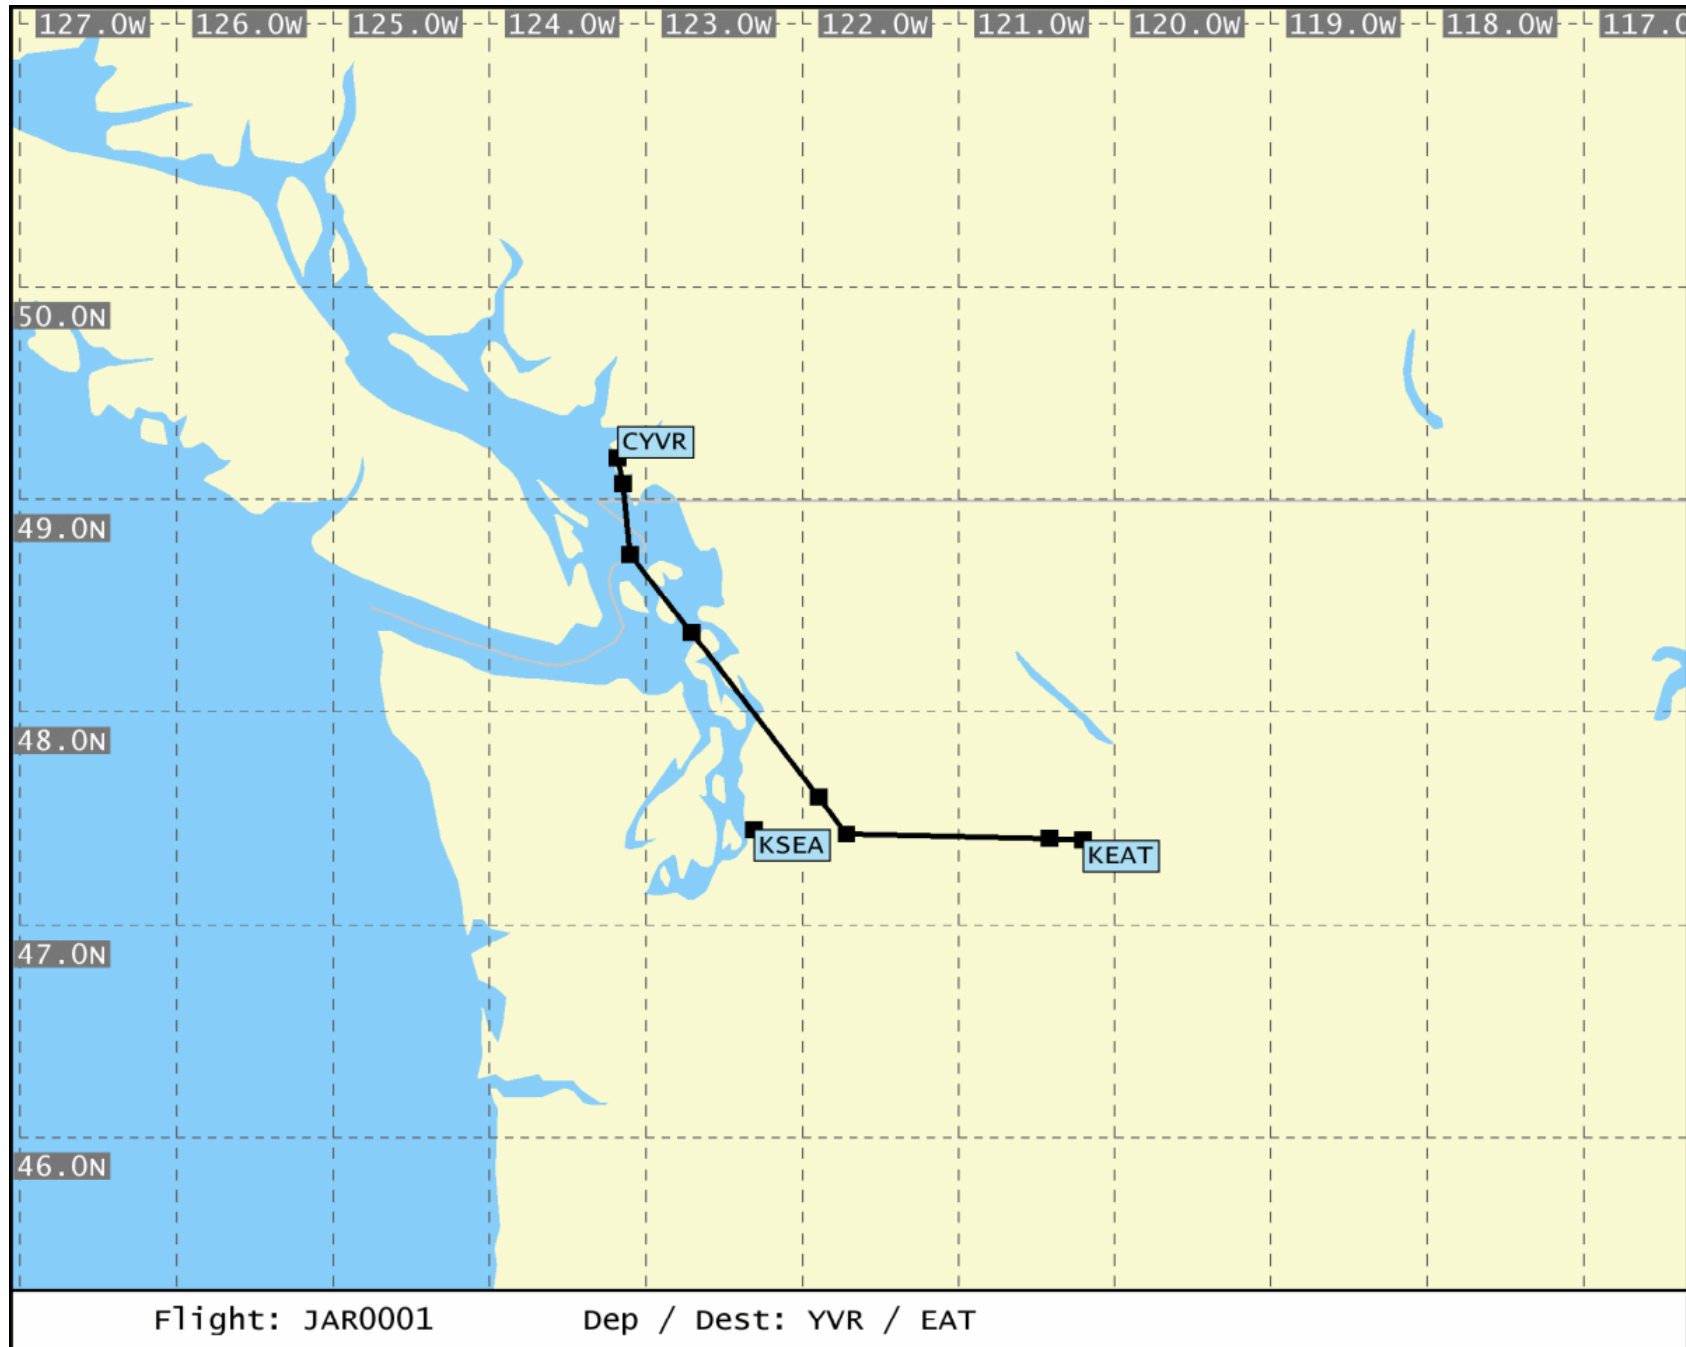 127.0W 126.0W 125.0W 124.0W 123.0W 122.0W 121.0W 120.0W 119.0W 118.0W 117.0
50.0N
CYVR
49.0N
48.0N
KSEA
KEAT
47.0N
46.0N
Flight: JAR0001 Dep / Dest: YVR / EAT